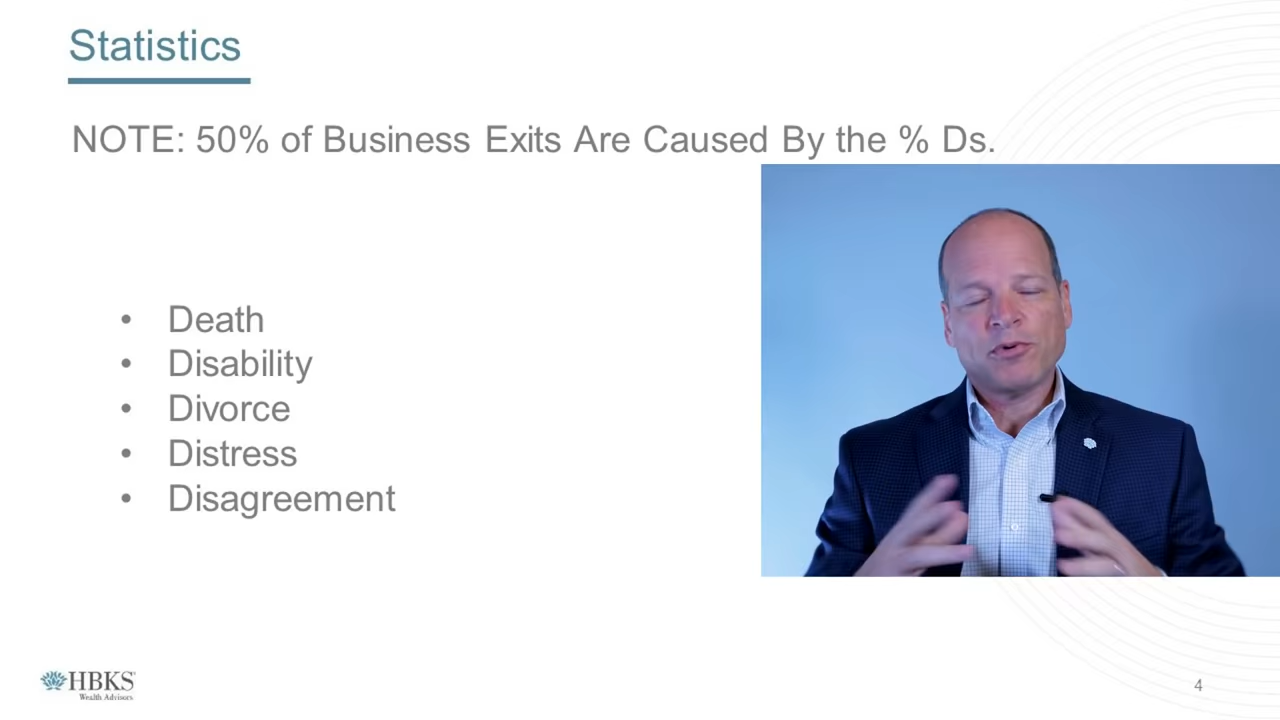 Statistics
NOTE: 50% of Business Exits Are Caused By the % Ds.
• Death
• Disability
• Divorce
• Distress
• Disagreement
HBKS
Wealth Advisors
4